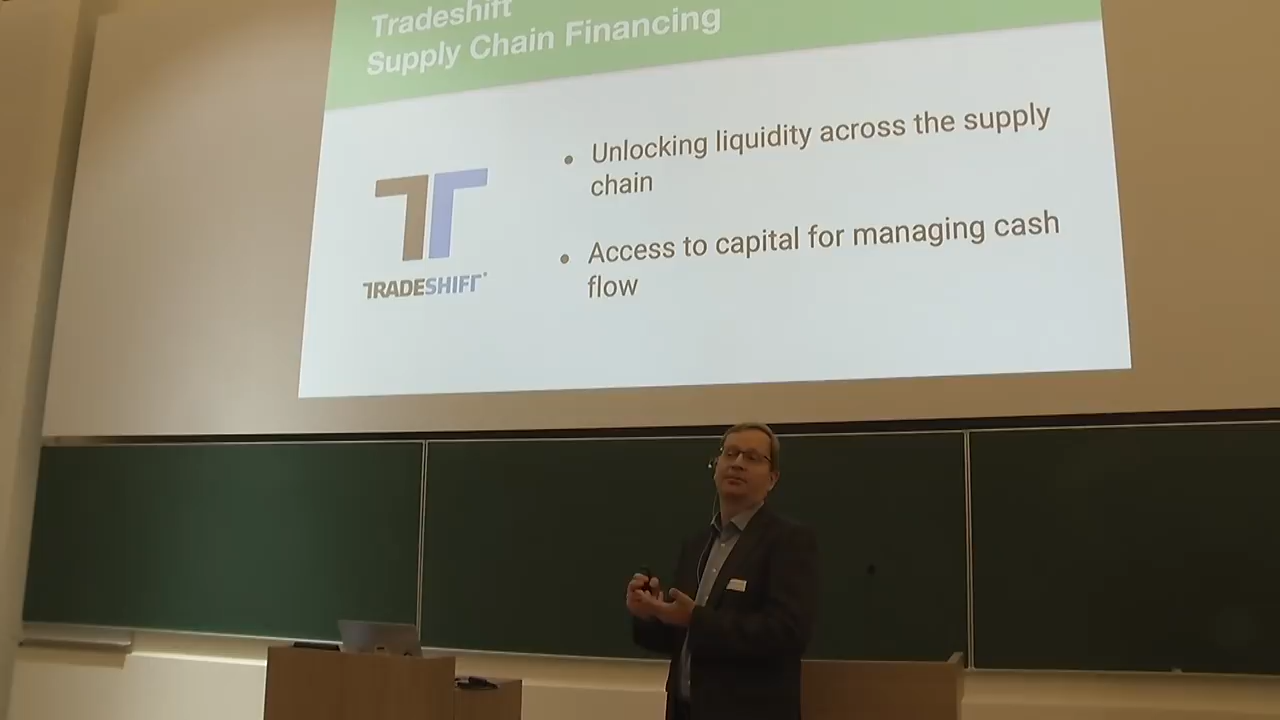 Tradeshift
Supply Chain Financing
• Unlocking liquidity across the supply
chain
• Access to capital for managing cash
flow
TRADESHIFT